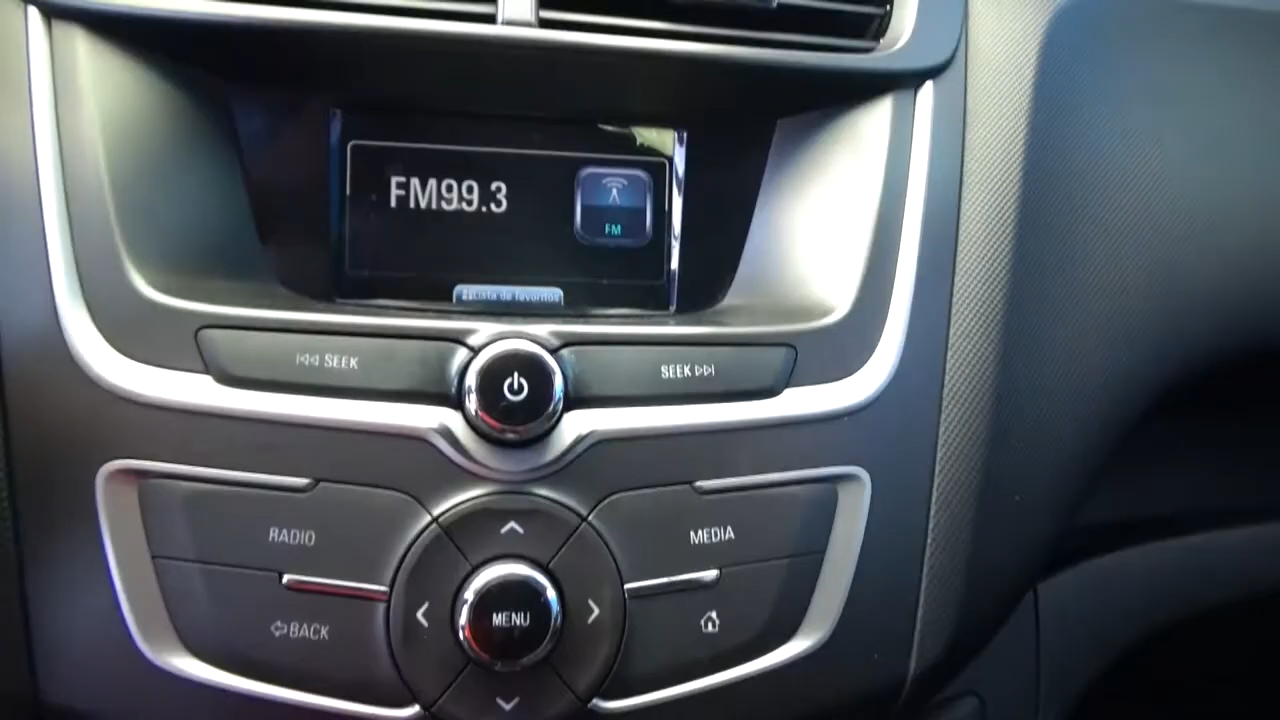 FM99.3
FM
Lista de favoritos
SEEK
SEEK
RADIO
MEDIA
MENU
BACK